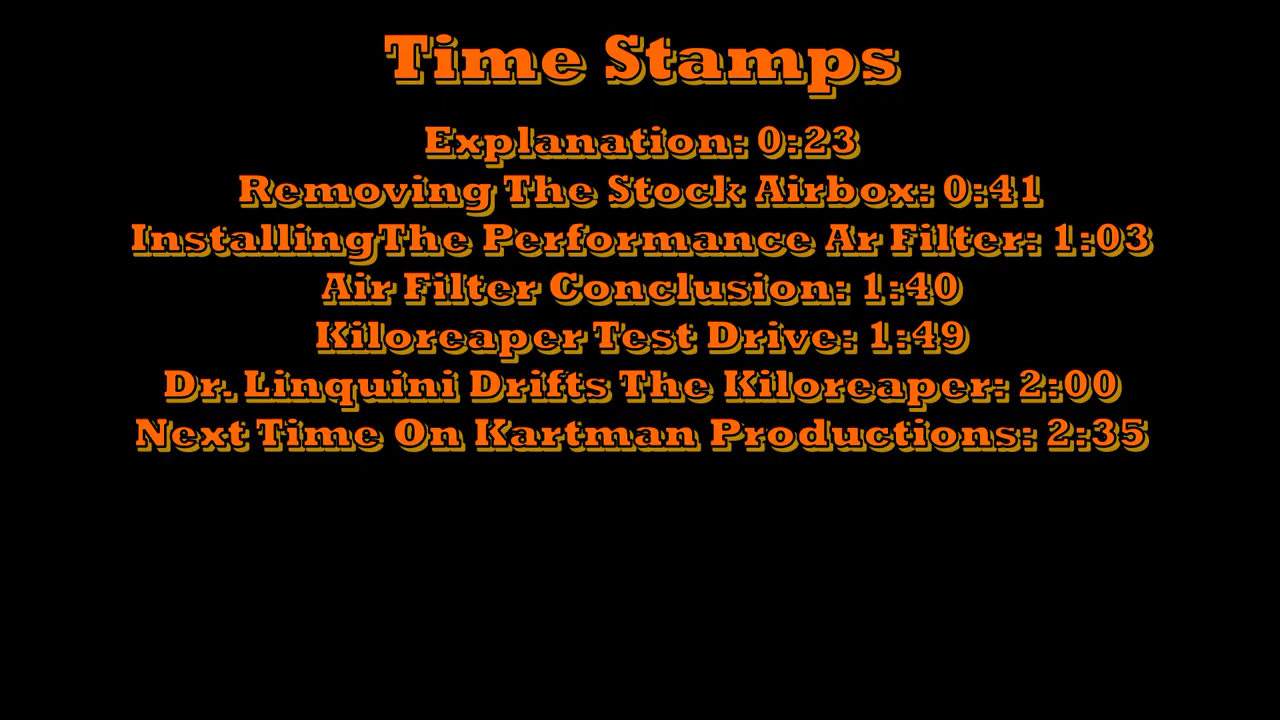 Time Stamps
Explanation: 0:23
Removing The Stock Airbox: 0:41
InstallingThe Performance Ar Filter: 1:03
Air Filter Conclusion: 1:40
Kiloreaper Test Drive: 1:49
Dr. Linquini Drifts The Kiloreaper: 2:00
Next Time On Kartman Productions: 2:35